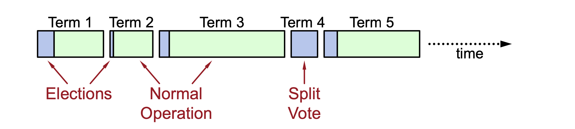 Term 1 Term 2 Term 3 Term 4 Term 5
time
Elections Normal Split
Operation Vote